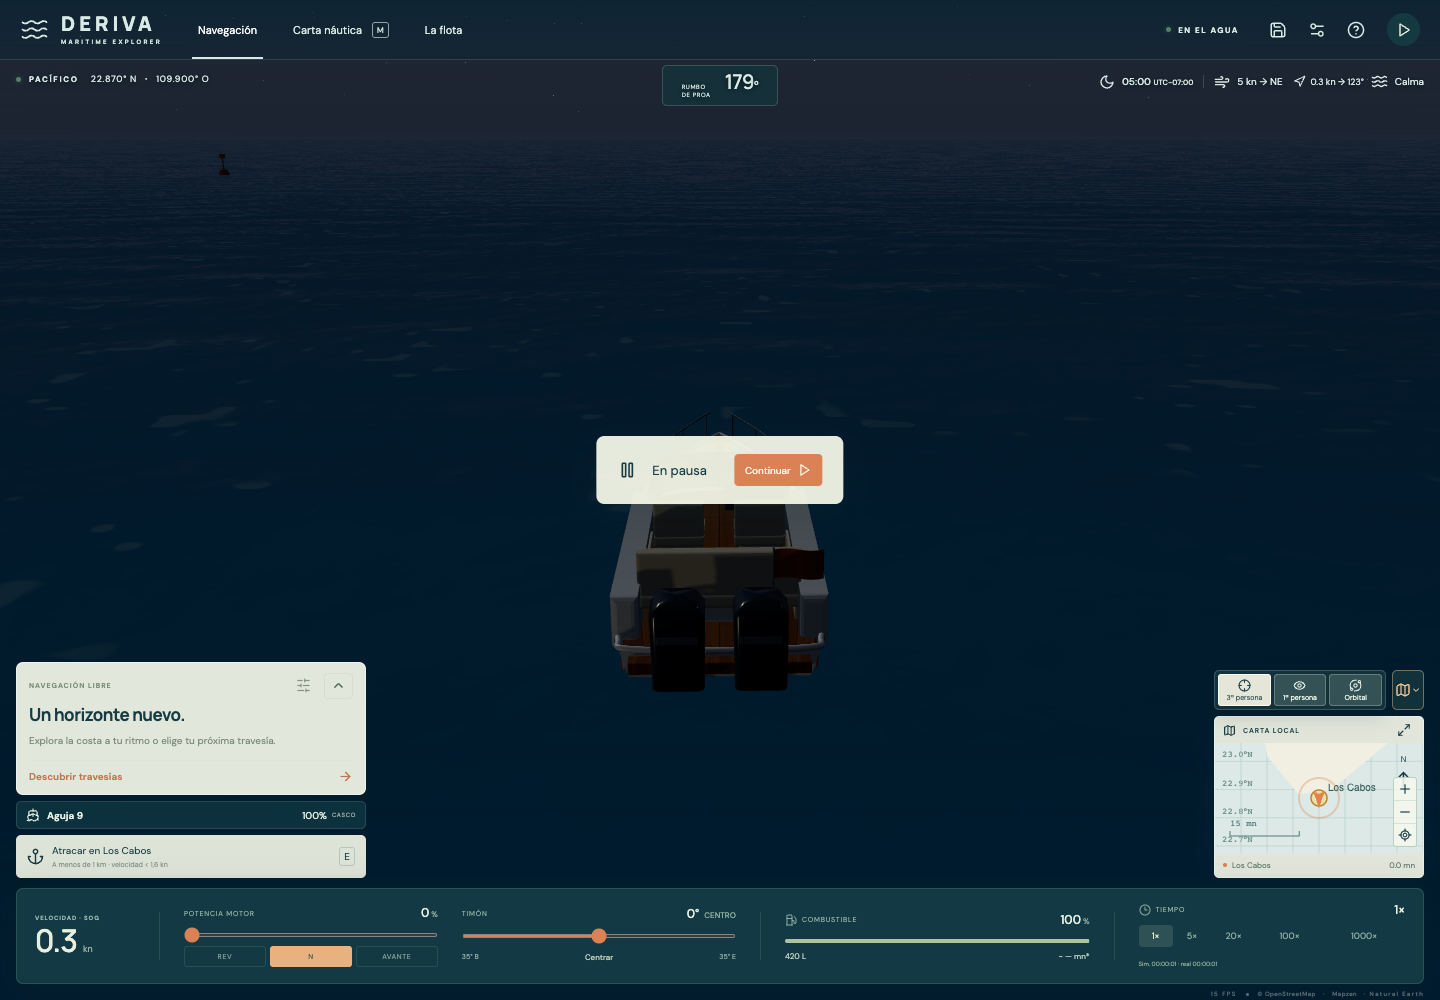 DERIVA
MARITIME EXPLORER
Navegación
Carta náutica M
La flota
EN EL AGUA
PACÍFICO 22.870° N · 109.900° O
RUMBO DE PROA 179°
05:00 UTC-07:00
5 kn → NE
0.3 kn → 123°
Calma
En pausa
Continuar
NAVEGACIÓN LIBRE
Un horizonte nuevo.
Explora la costa a tu ritmo o elige tu próxima travesía.
Descubrir travesías
Aguja 9 100% CASCO
Atracar en Los Cabos E
A menos de 1 km · velocidad < 1,6 kn
3ª persona
1ª persona
Orbital
CARTA LOCAL
23.0°N
N
22.9°N
Los Cabos
22.8°N
15 mn
22.7°N
Los Cabos 0.0 mn
VELOCIDAD · SOG
0.3 kn
POTENCIA MOTOR 0 %
REV N AVANTE
TIMÓN 0° CENTRO
35° B Centrar 35° E
COMBUSTIBLE 100 %
420 L - — mn*
TIEMPO 1×
1× 5× 20× 100× 1000×
Sim. 00:00:01 · real 00:00:01
15 FPS • © OpenStreetMap · Mapzen · Natural Earth